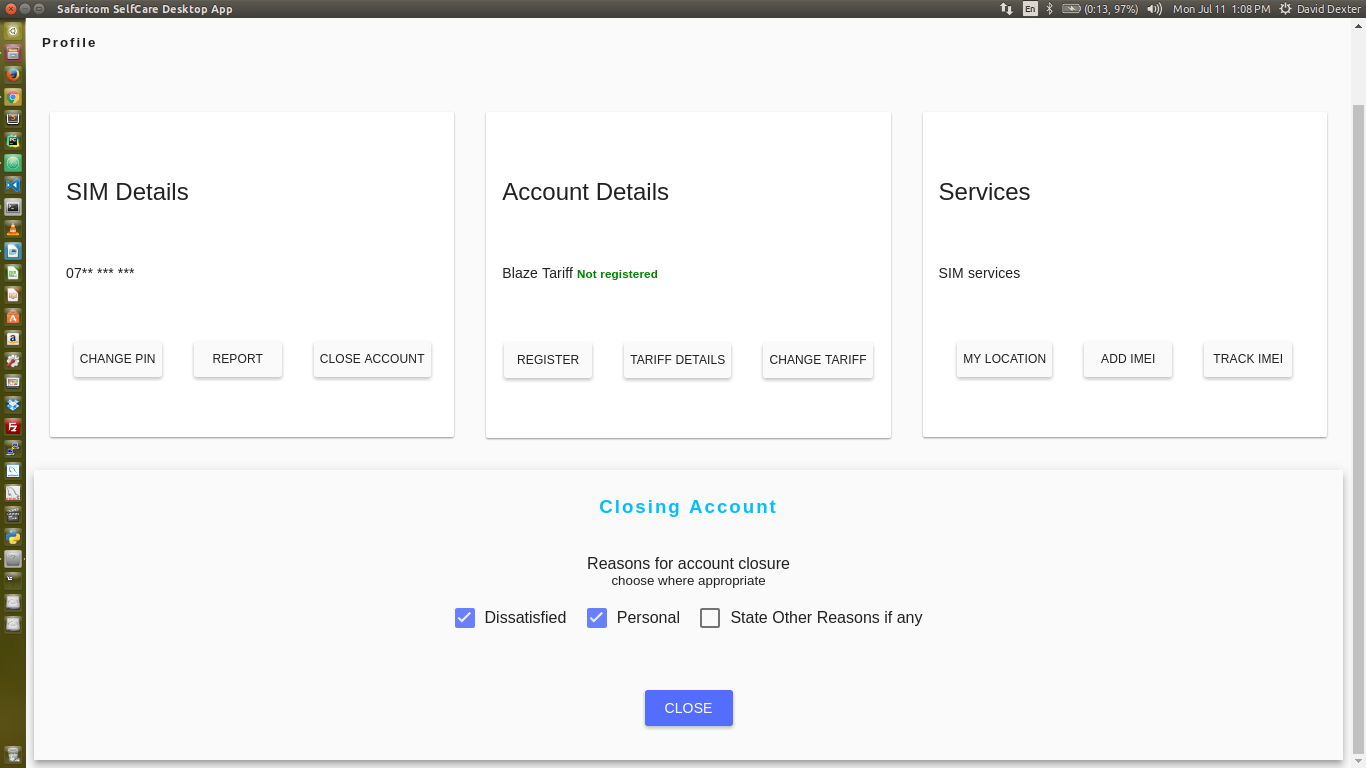 Safaricom SelfCare Desktop App
En
(0:13, 97%)
Mon Jul 11 1:08 PM
David Dexter
Profile
SIM Details
07** *** ***
CHANGE PIN
REPORT
CLOSE ACCOUNT
Account Details
Blaze Tariff Not registered
REGISTER
TARIFF DETAILS
CHANGE TARIFF
Services
SIM services
MY LOCATION
ADD IMEI
TRACK IMEI
Closing Account
Reasons for account closure
choose where appropriate
Dissatisfied
Personal
State Other Reasons if any
CLOSE